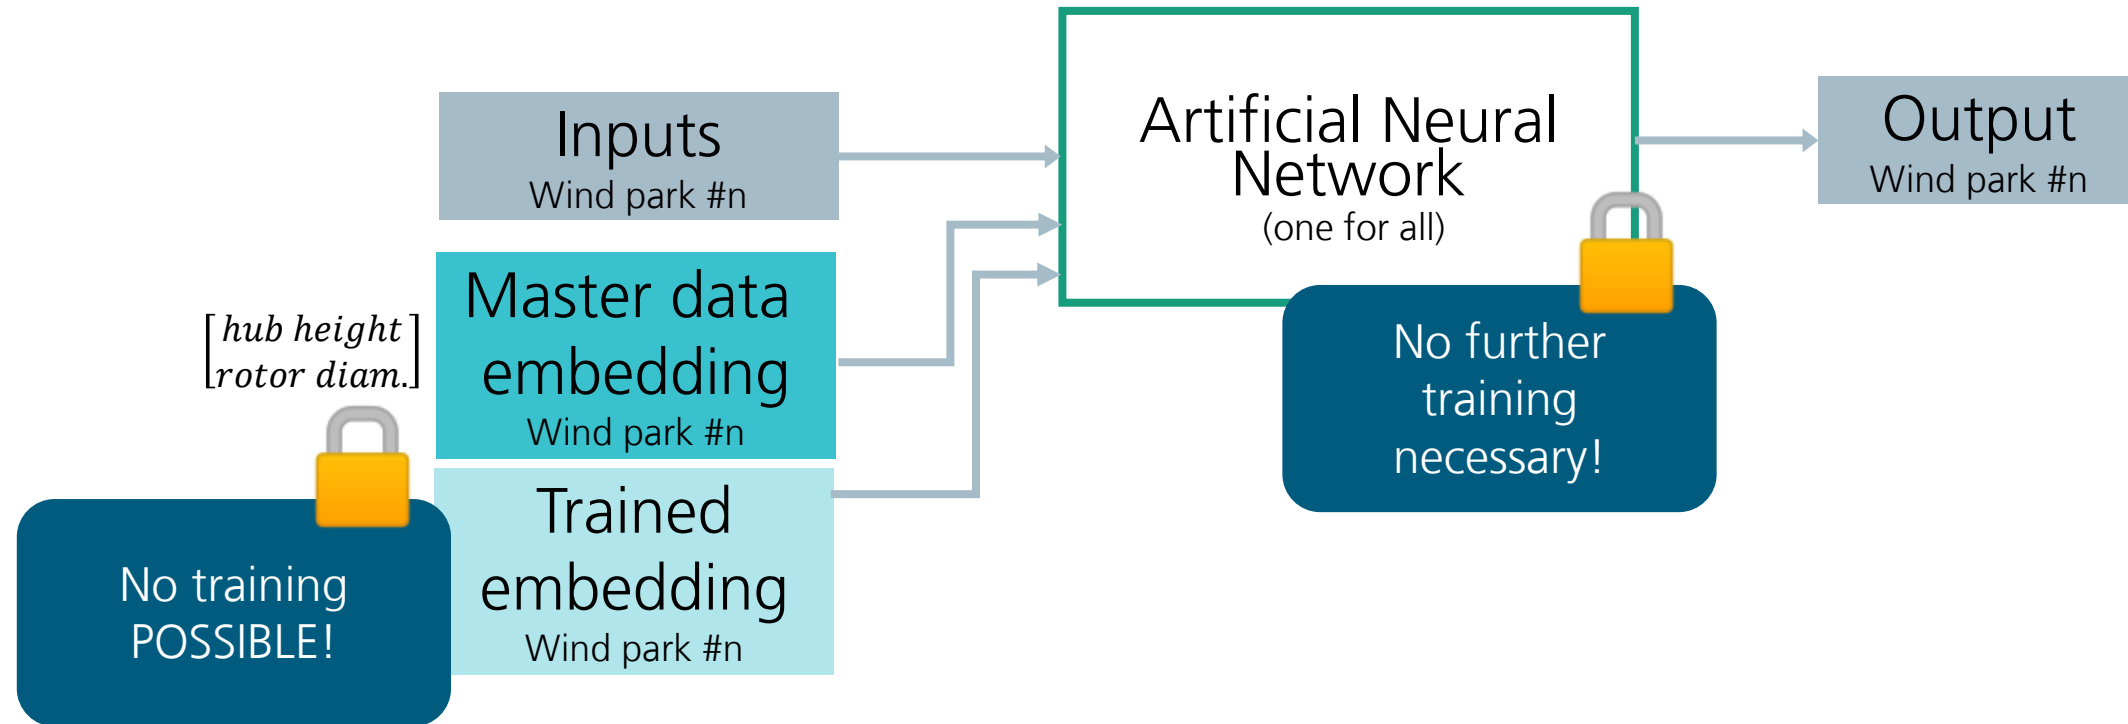 Inputs
Wind park #n
Master data
embedding
Wind park #n
[hub height
rotor diam.]
Trained
embedding
Wind park #n
No training
POSSIBLE!
Artificial Neural
Network
(one for all)
No further
training
necessary!
Output
Wind park #n